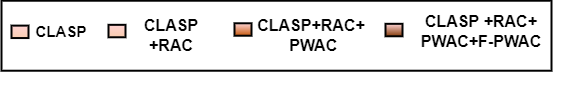 CLASP
CLASP
+RAC
CLASP+RAC+
PWAC
CLASP +RAC+
PWAC+F-PWAC